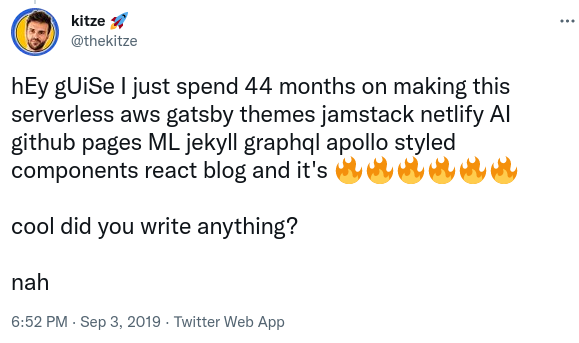 kitze 🚀
@thekitze
hEy gUiSe I just spend 44 months on making this
serverless aws gatsby themes jamstack netlify AI
github pages ML jekyll graphql apollo styled
components react blog and it's 🔥🔥🔥🔥🔥🔥
cool did you write anything?
nah
6:52 PM · Sep 3, 2019 · Twitter Web App